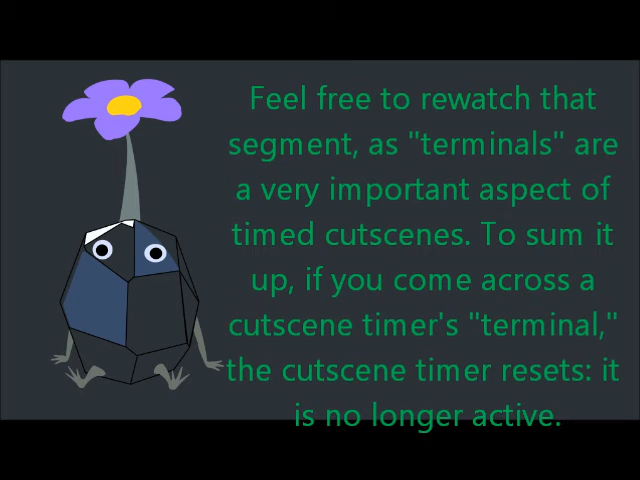 Feel free to rewatch that
segment, as "terminals" are
a very important aspect of
timed cutscenes. To sum it
up, if you come across a
cutscene timer's "terminal,"
the cutscene timer resets: it
is no longer active.